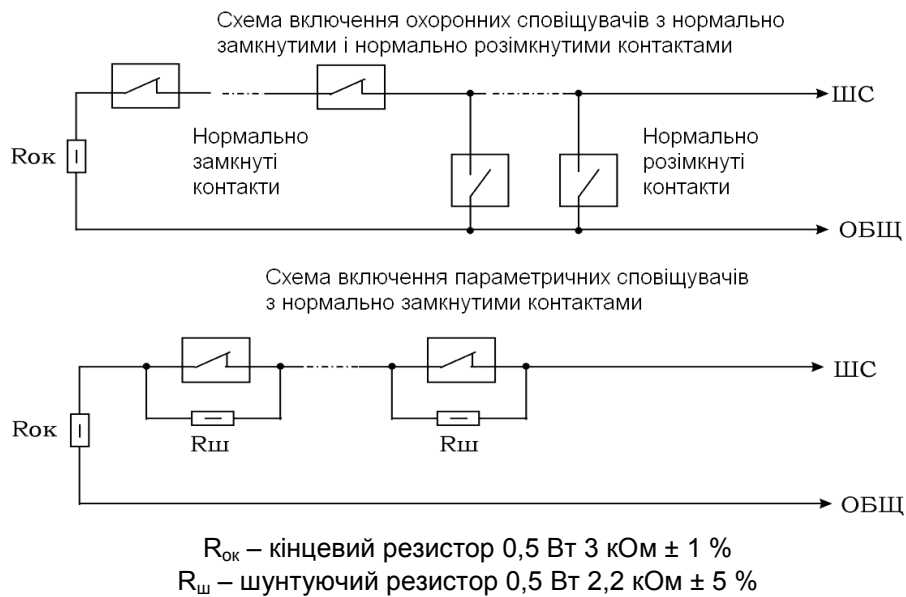 Схема включення охоронних сповіщувачів з нормально
замкнутими і нормально розімкнутими контактами
ШС
Нормально
замкнуті
контакти
Нормально
розімкнуті
контакти
Rок
ОБЩ
Схема включення параметричних сповіщувачів
з нормально замкнутими контактами
ШС
Rок
Rш
Rш
ОБЩ
Rок – кінцевий резистор 0,5 Вт 3 кОм ± 1 %
Rш – шунтуючий резистор 0,5 Вт 2,2 кОм ± 5 %